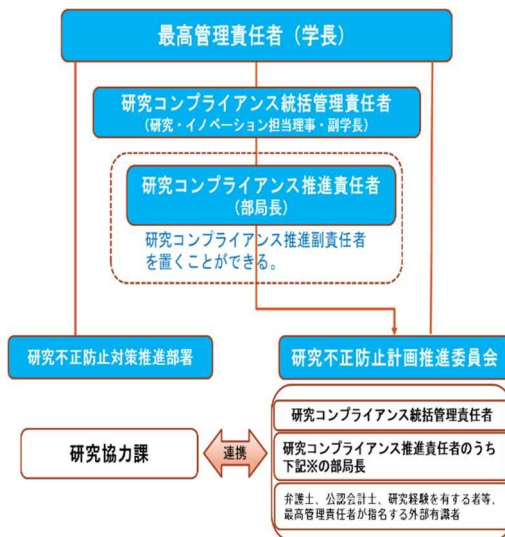 最高管理責任者（学長）
研究コンプライアンス統括管理責任者
（研究・イノベーション担当理事・副学長）
研究コンプライアンス推進責任者
（部局長）
研究コンプライアンス推進副責任者
を置くことができる。
研究不正防止対策推進部署
研究不正防止計画推進委員会
研究協力課
連携
研究コンプライアンス統括管理責任者
研究コンプライアンス推進責任者のうち
下記※の部局長
弁護士、公認会計士、研究経験を有する者等、
最高管理責任者が指名する外部有識者